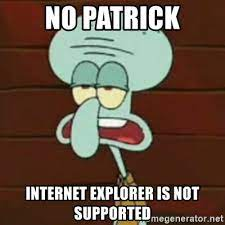 NO PATRICK
INTERNET EXPLORER IS NOT
SUPPORTED
memegenerator.net